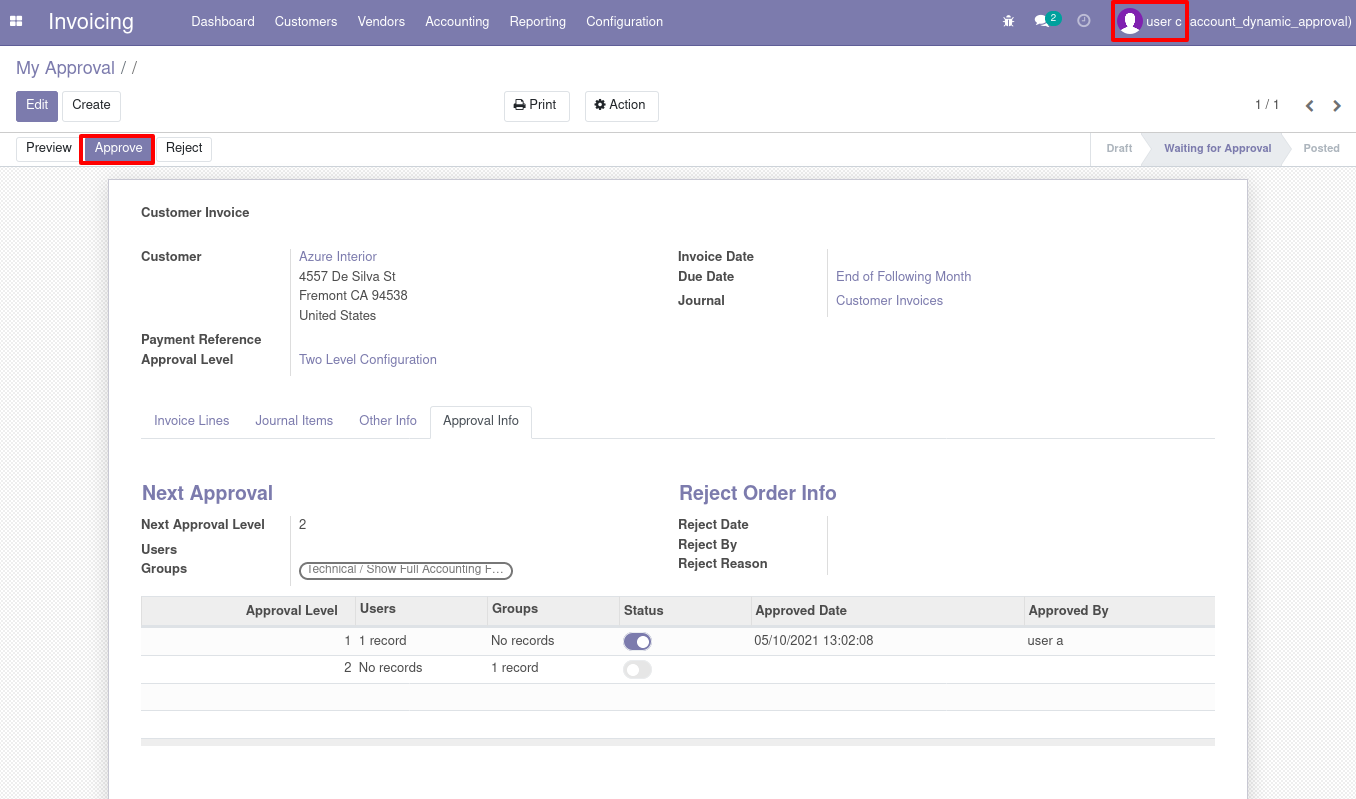 Invoicing Dashboard Customers Vendors Accounting Reporting Configuration 2 user c account_dynamic_approval)
My Approval / /
Edit Create Print Action 1 / 1
Preview Approve Reject Draft Waiting for Approval Posted
Customer Invoice
Customer Azure Interior Invoice Date
4557 De Silva St Due Date End of Following Month
Fremont CA 94538
Journal Customer Invoices
United States
Payment Reference
Approval Level Two Level Configuration
Invoice Lines Journal Items Other Info Approval Info
Next Approval Reject Order Info
Next Approval Level 2 Reject Date
Users Reject By
Groups Technical / Show Full Accounting F... Reject Reason
Approval Level Users Groups Status Approved Date Approved By
1 1 record No records 05/10/2021 13:02:08 user a
2 No records 1 record